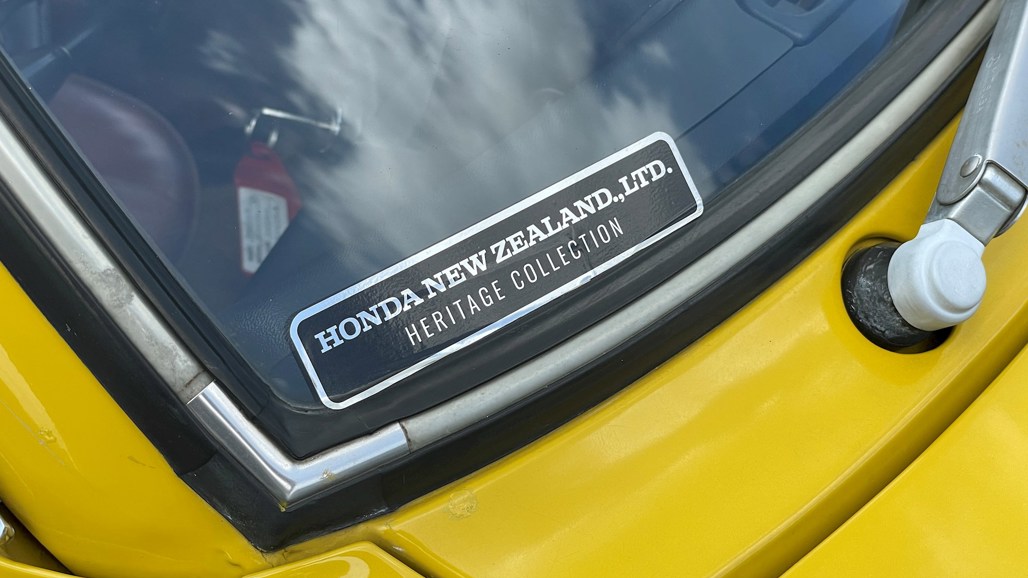 HONDA NEW ZEALAND.,LTD.
HERITAGE COLLECTION